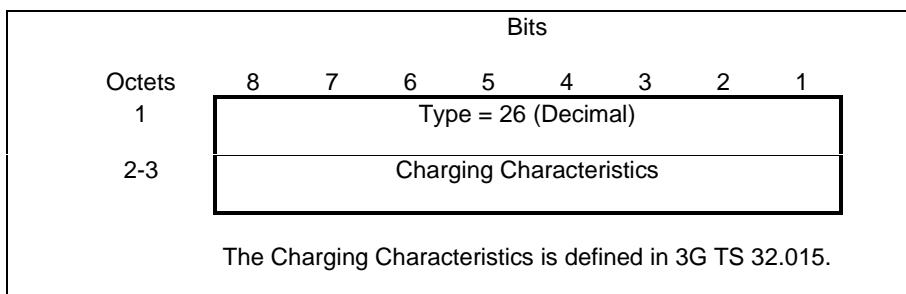 Bits
Octets 8 7 6 5 4 3 2 1
1 Type = 26 (Decimal)
2-3 Charging Characteristics
The Charging Characteristics is defined in 3G TS 32.015.